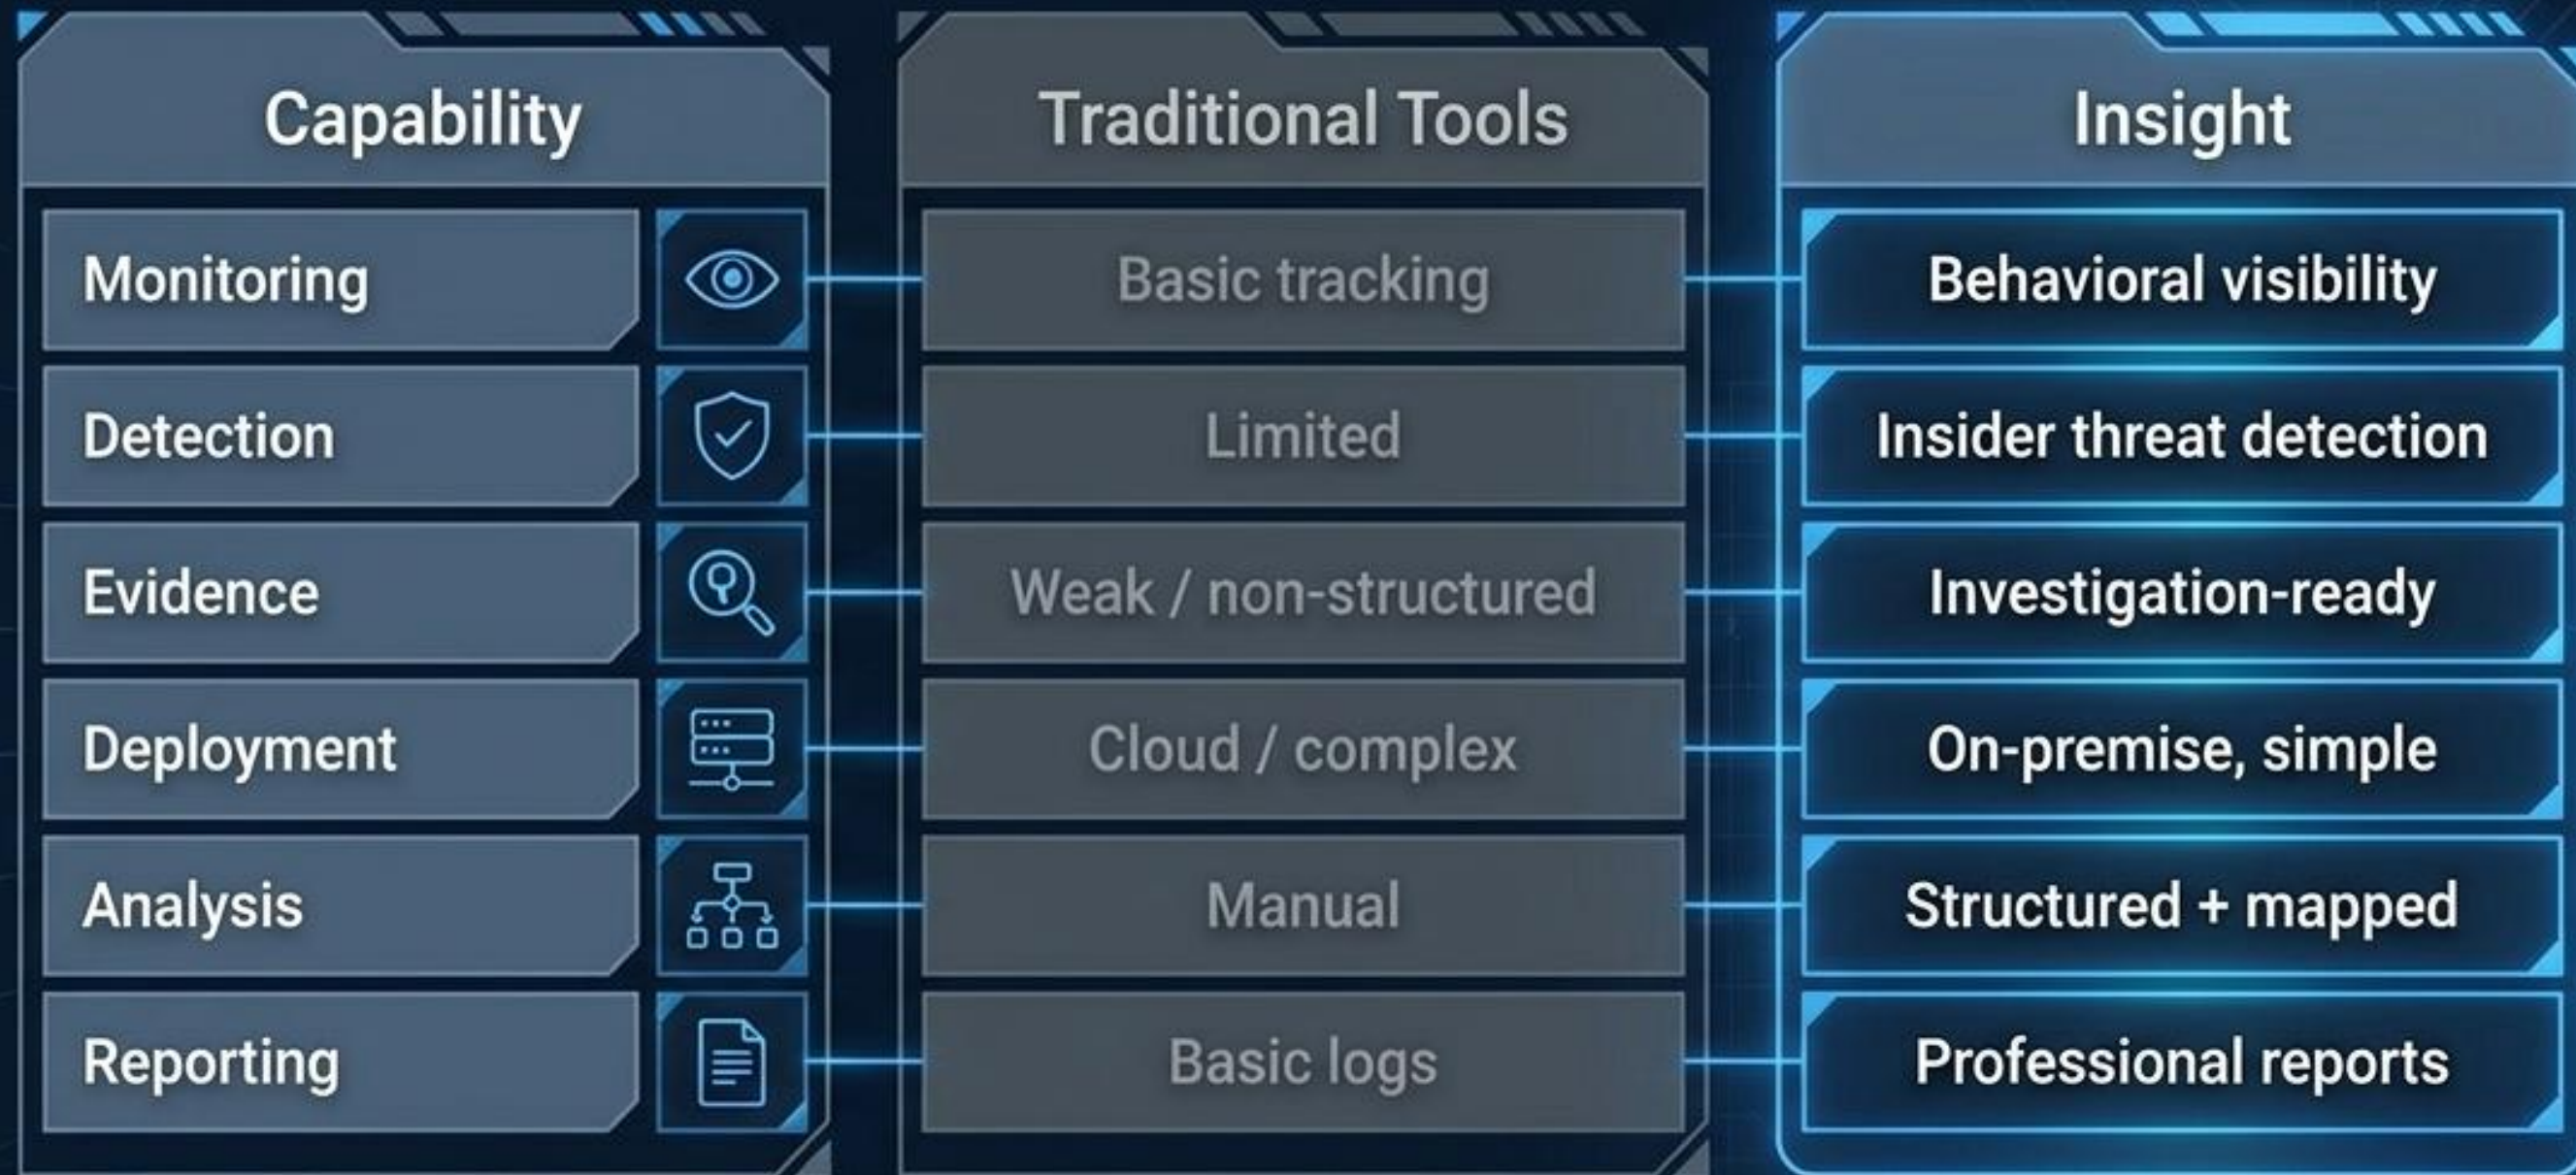 Capability
Traditional Tools
Insight
Monitoring
Basic tracking
Behavioral visibility
Detection
Limited
Insider threat detection
Evidence
Weak / non-structured
Investigation-ready
Deployment
Cloud / complex
On-premise, simple
Analysis
Manual
Structured + mapped
Reporting
Basic logs
Professional reports